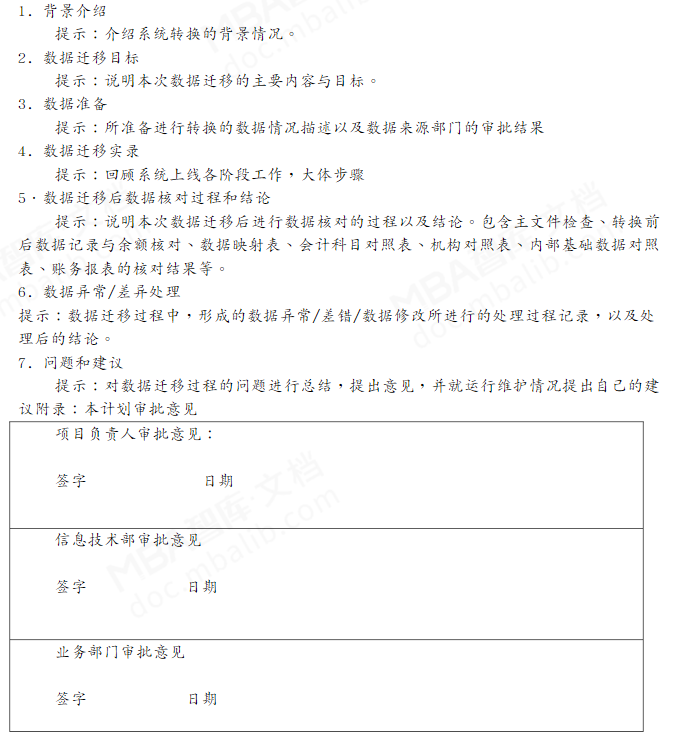 1. 背景介绍
提示：介绍系统转换的背景情况。
2. 数据迁移目标
提示：说明本次数据迁移的主要内容与目标。
3. 数据准备
提示：所准备进行转换的数据情况描述以及数据来源部门的审批结果
4. 数据迁移实录
提示：回顾系统上线各阶段工作，大体步骤
5·数据迁移后数据核对过程和结论
提示：说明本次数据迁移后进行数据核对的过程以及结论。包含主文件检查、转换前
后数据记录与余额核对、数据映射表、会计科目对照表、机构对照表、内部基础数据对照
表、账务报表的核对结果等。
6. 数据异常/差异处理
提示：数据迁移过程中，形成的数据异常/差错/数据修改所进行的处理过程记录，以及处
理后的结论。
7. 问题和建议
提示：对数据迁移过程的问题进行总结，提出意见，并就运行维护情况提出自己的建
议附录：本计划审批意见
项目负责人审批意见：
签字 日期
信息技术部审批意见
签字 日期
业务部门审批意见
签字 日期
MBA智库·文档
doc.mbalib.com